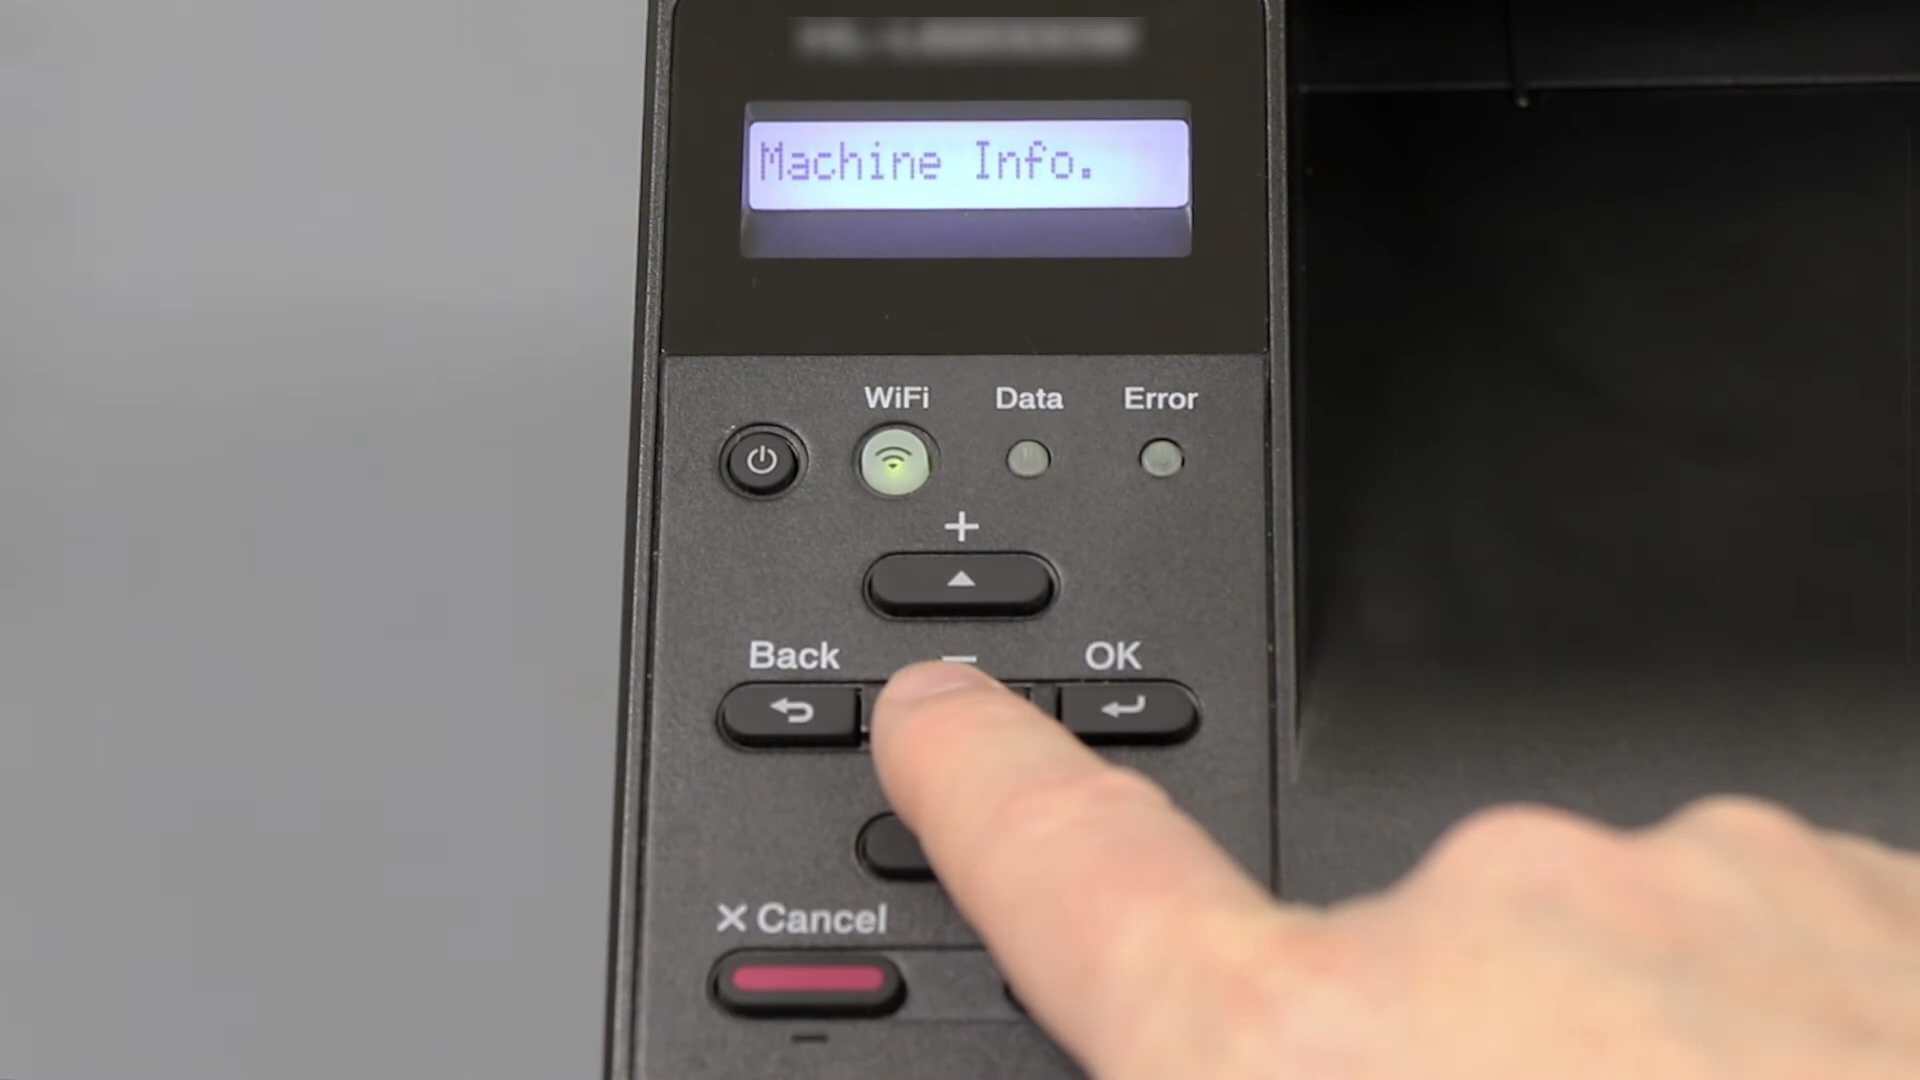 Machine Info.
WiFi Data Error
+
Back − OK
X Cancel